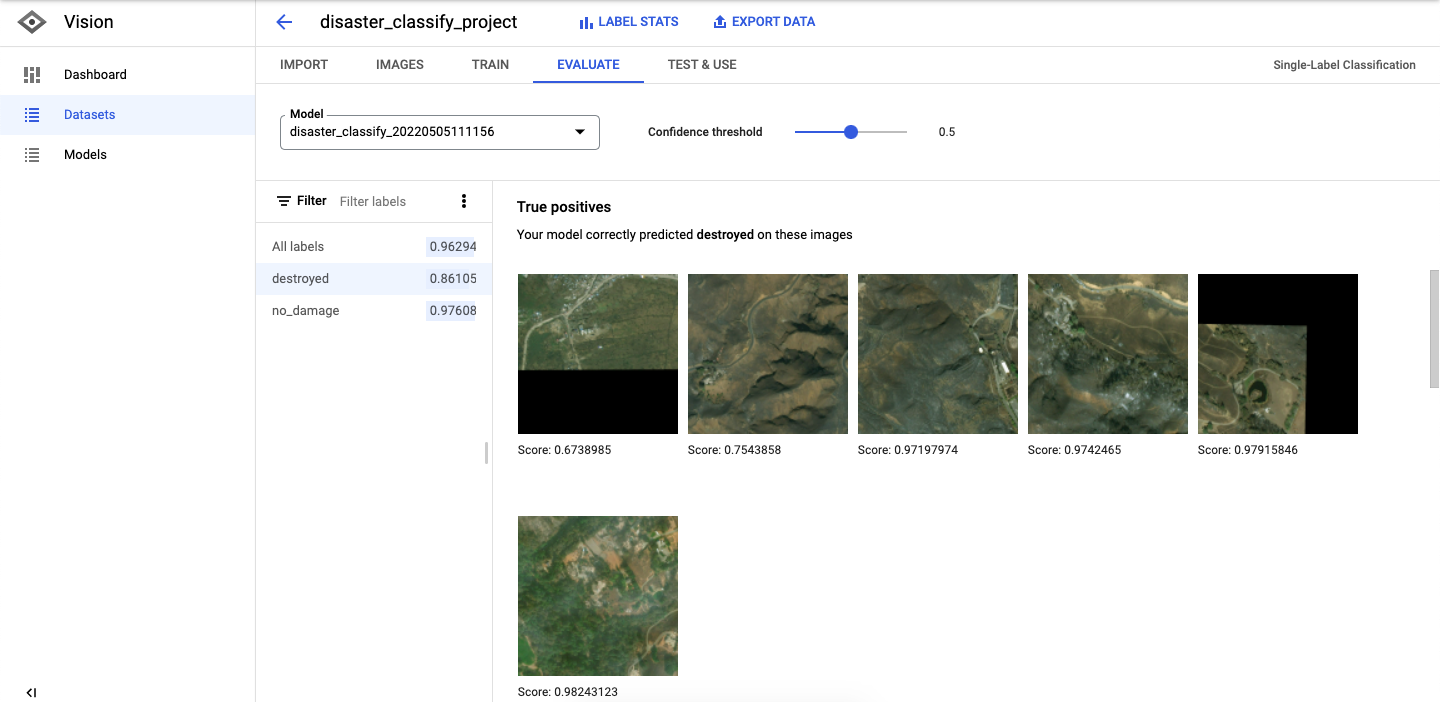 Vision
disaster_classify_project
LABEL STATS
EXPORT DATA
Dashboard
Datasets
Models
IMPORT
IMAGES
TRAIN
EVALUATE
TEST & USE
Single-Label Classification
Model
disaster_classify_20220505111156
Confidence threshold
0.5
Filter
Filter labels
All labels 0.96294
destroyed 0.86105
no_damage 0.97608
True positives
Your model correctly predicted destroyed on these images
Score: 0.6738985
Score: 0.7543858
Score: 0.97197974
Score: 0.9742465
Score: 0.97915846
Score: 0.98243123